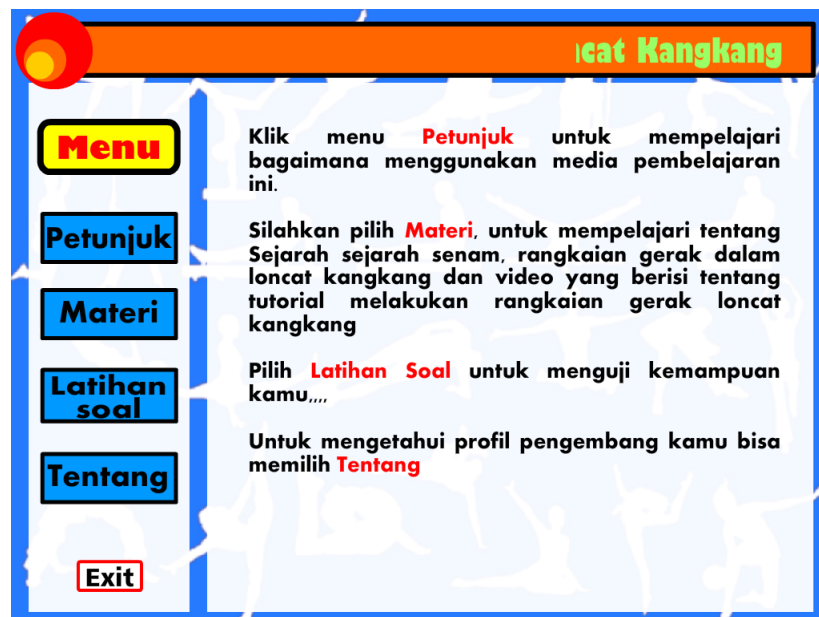 cat Kangkang
Menu
Petunjuk
Materi
Latihan
soal
Tentang
Exit
Klik menu Petunjuk untuk mempelajari
bagaimana menggunakan media pembelajaran
ini.
Silahkan pilih Materi, untuk mempelajari tentang
Sejarah sejarah senam, rangkaian gerak dalam
loncat kangkang dan video yang berisi tentang
tutorial melakukan rangkaian gerak loncat
kangkang
Pilih Latihan Soal untuk menguji kemampuan
kamu,,,,
Untuk mengetahui profil pengembang kamu bisa
memilih Tentang